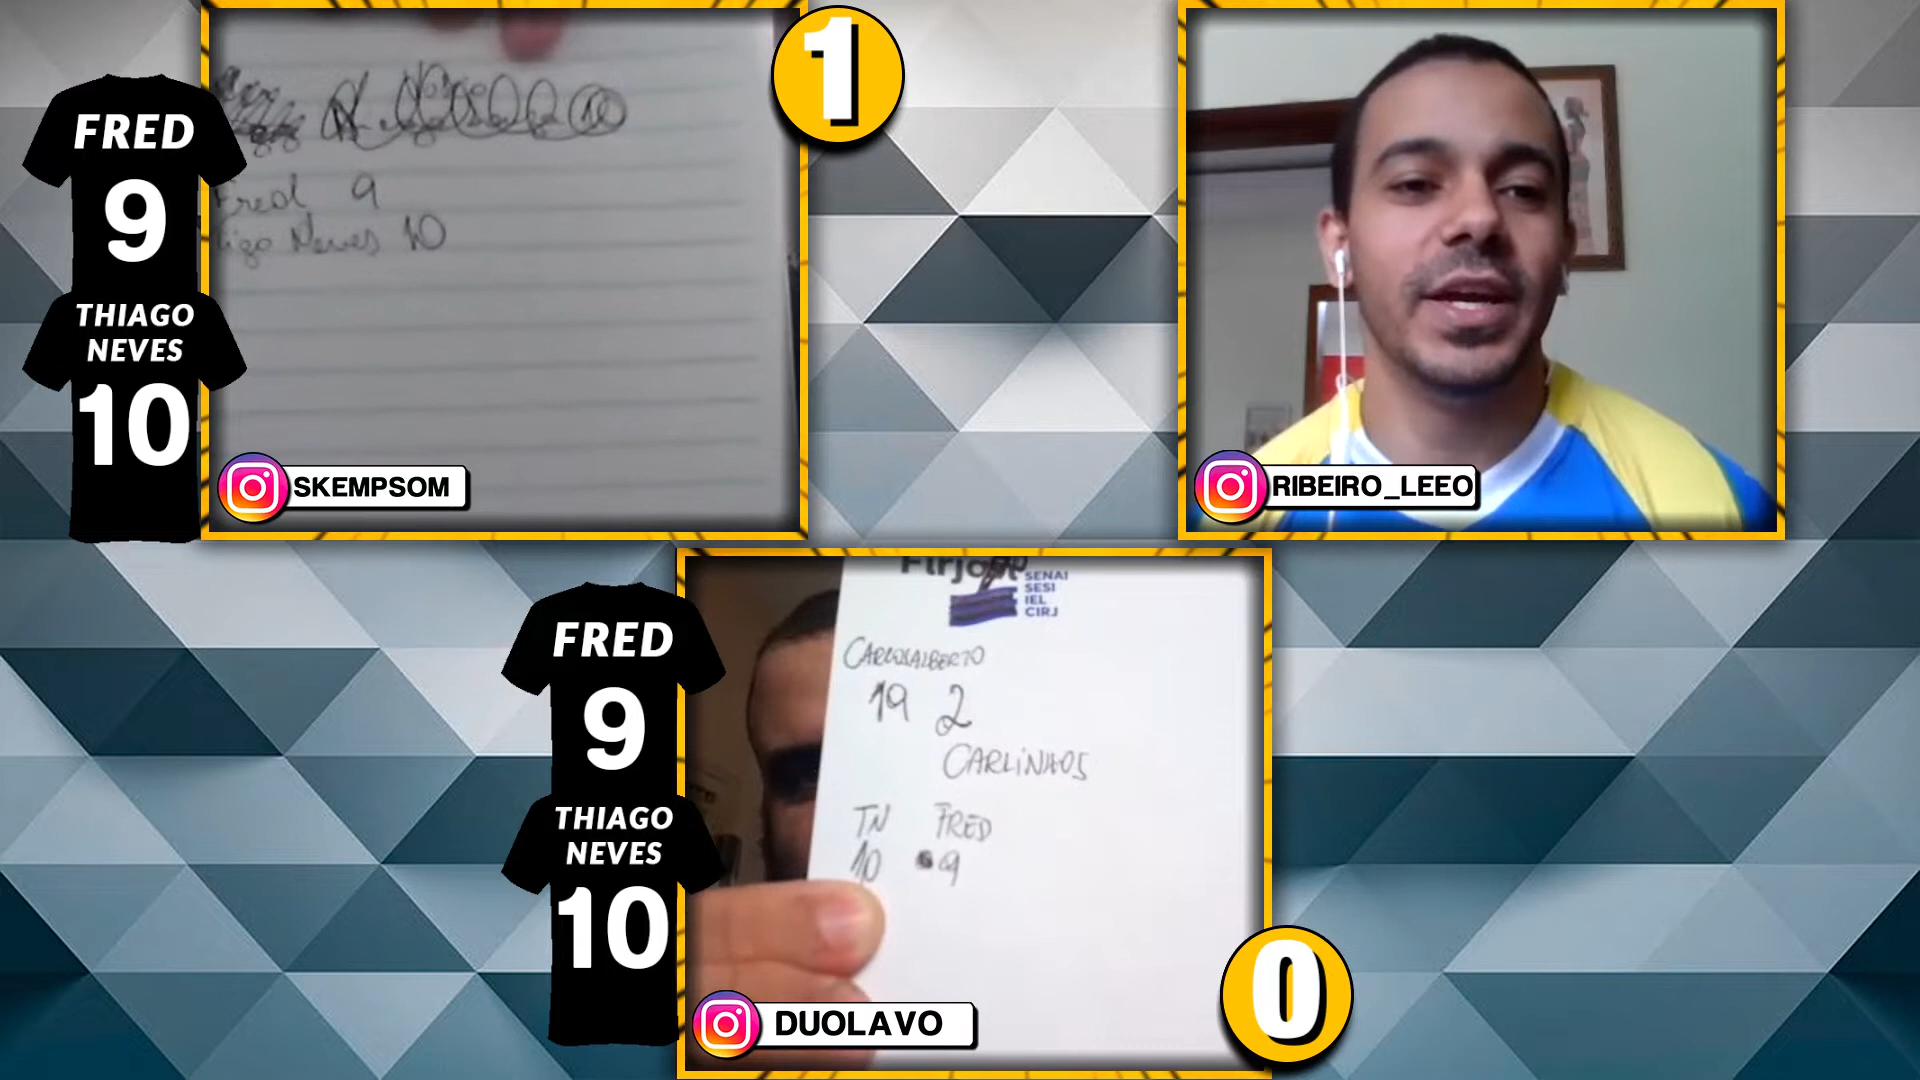 FRED
9
THIAGO
NEVES
10
Fred 9
Neves 10
SKEMPSOM
1
RIBEIRO_LEEO
FRED
9
THIAGO
NEVES
10
Firjan
SENAI
SESI
IEL
CIRJ
CARLOSALBERTO
19 2
CARLINHOS
TN FRED
10 9
DUOLAVO
0